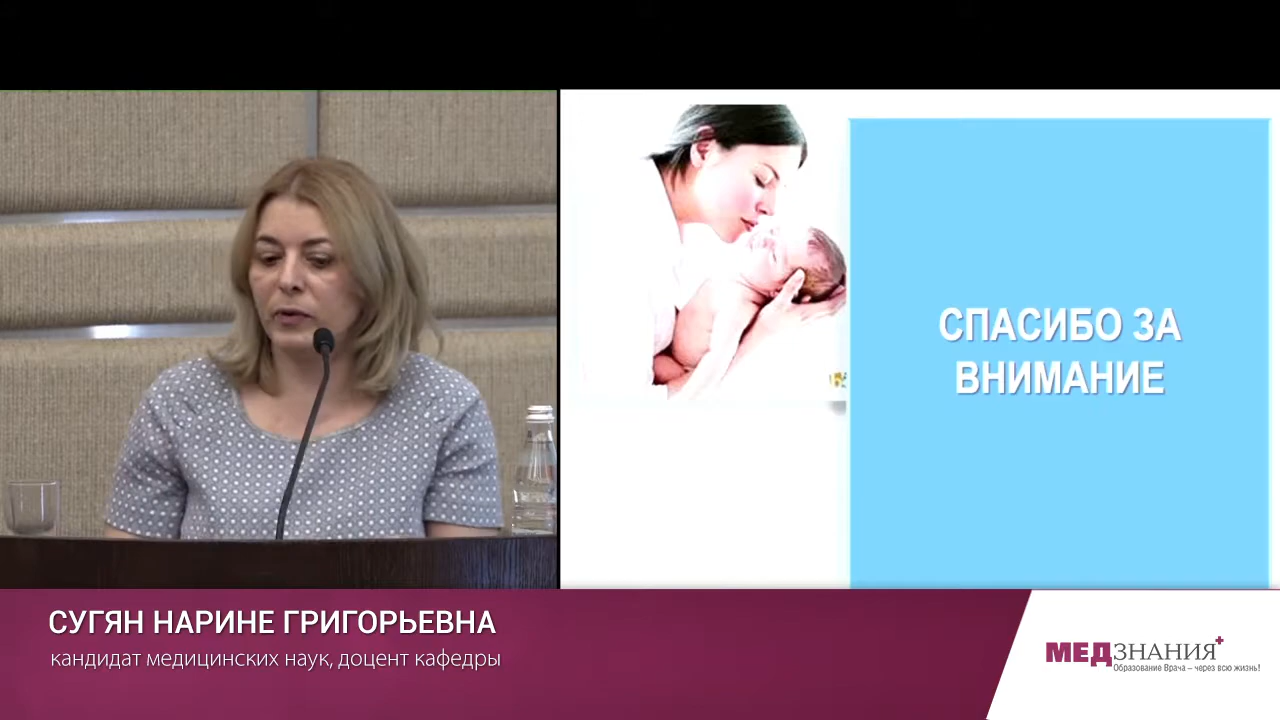 СПАСИБО ЗА
ВНИМАНИЕ
СУГЯН НАРИНЕ ГРИГОРЬЕВНА
кандидат медицинских наук, доцент кафедры
МЕДЗНАНИЯ+
Образование Врача – через всю жизнь!